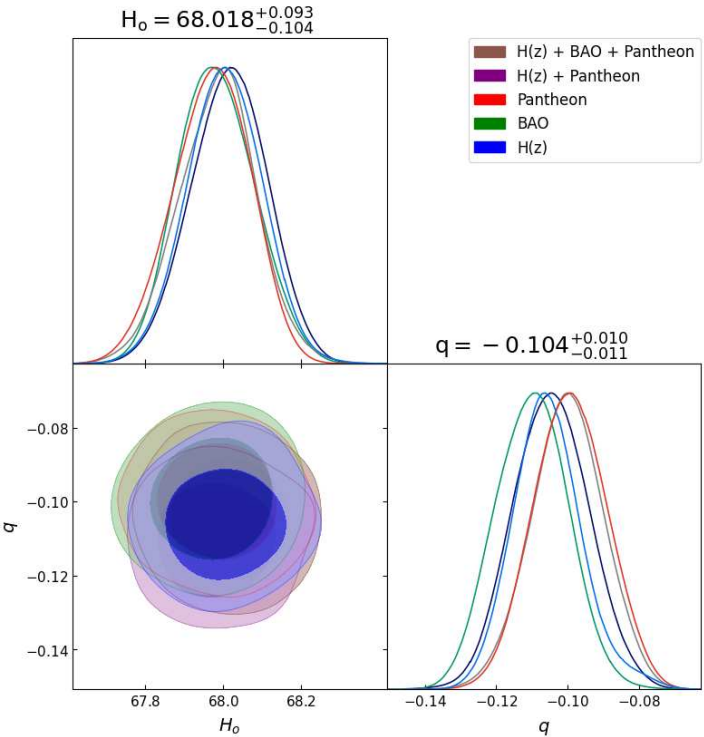 H₀ = 68.018 +0.093 −0.104
H(z) + BAO + Pantheon
H(z) + Pantheon
Pantheon
BAO
H(z)
q = −0.104 +0.010 −0.011
−0.08
−0.10
−0.12
−0.14
q
67.8 68.0 68.2
Hₒ
−0.14 −0.12 −0.10 −0.08
q